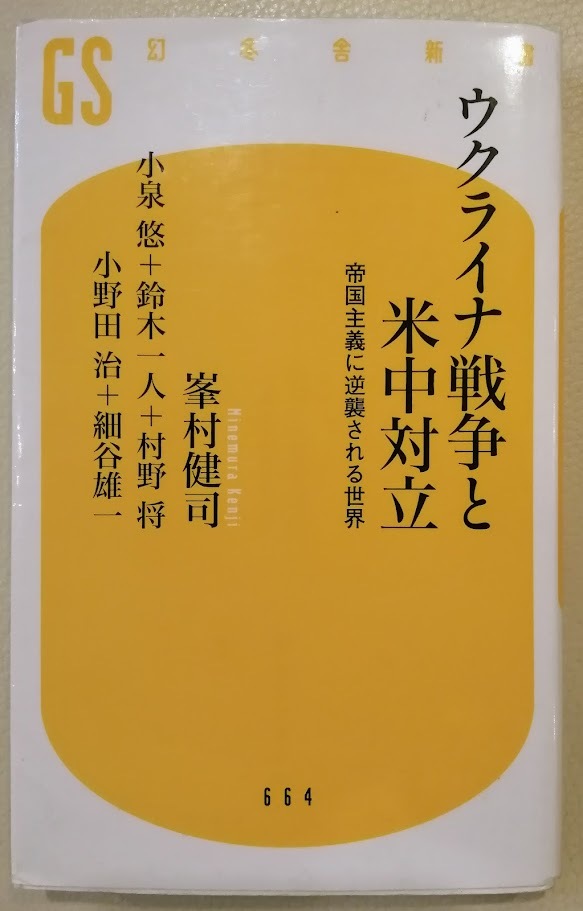 GS
幻冬舎新書
ウクライナ戦争と
米中対立
帝国主義に逆襲される世界
Minemura Kenji
峯村健司
小泉 悠+鈴木一人+村野 将
小野田 治+細谷雄一
664